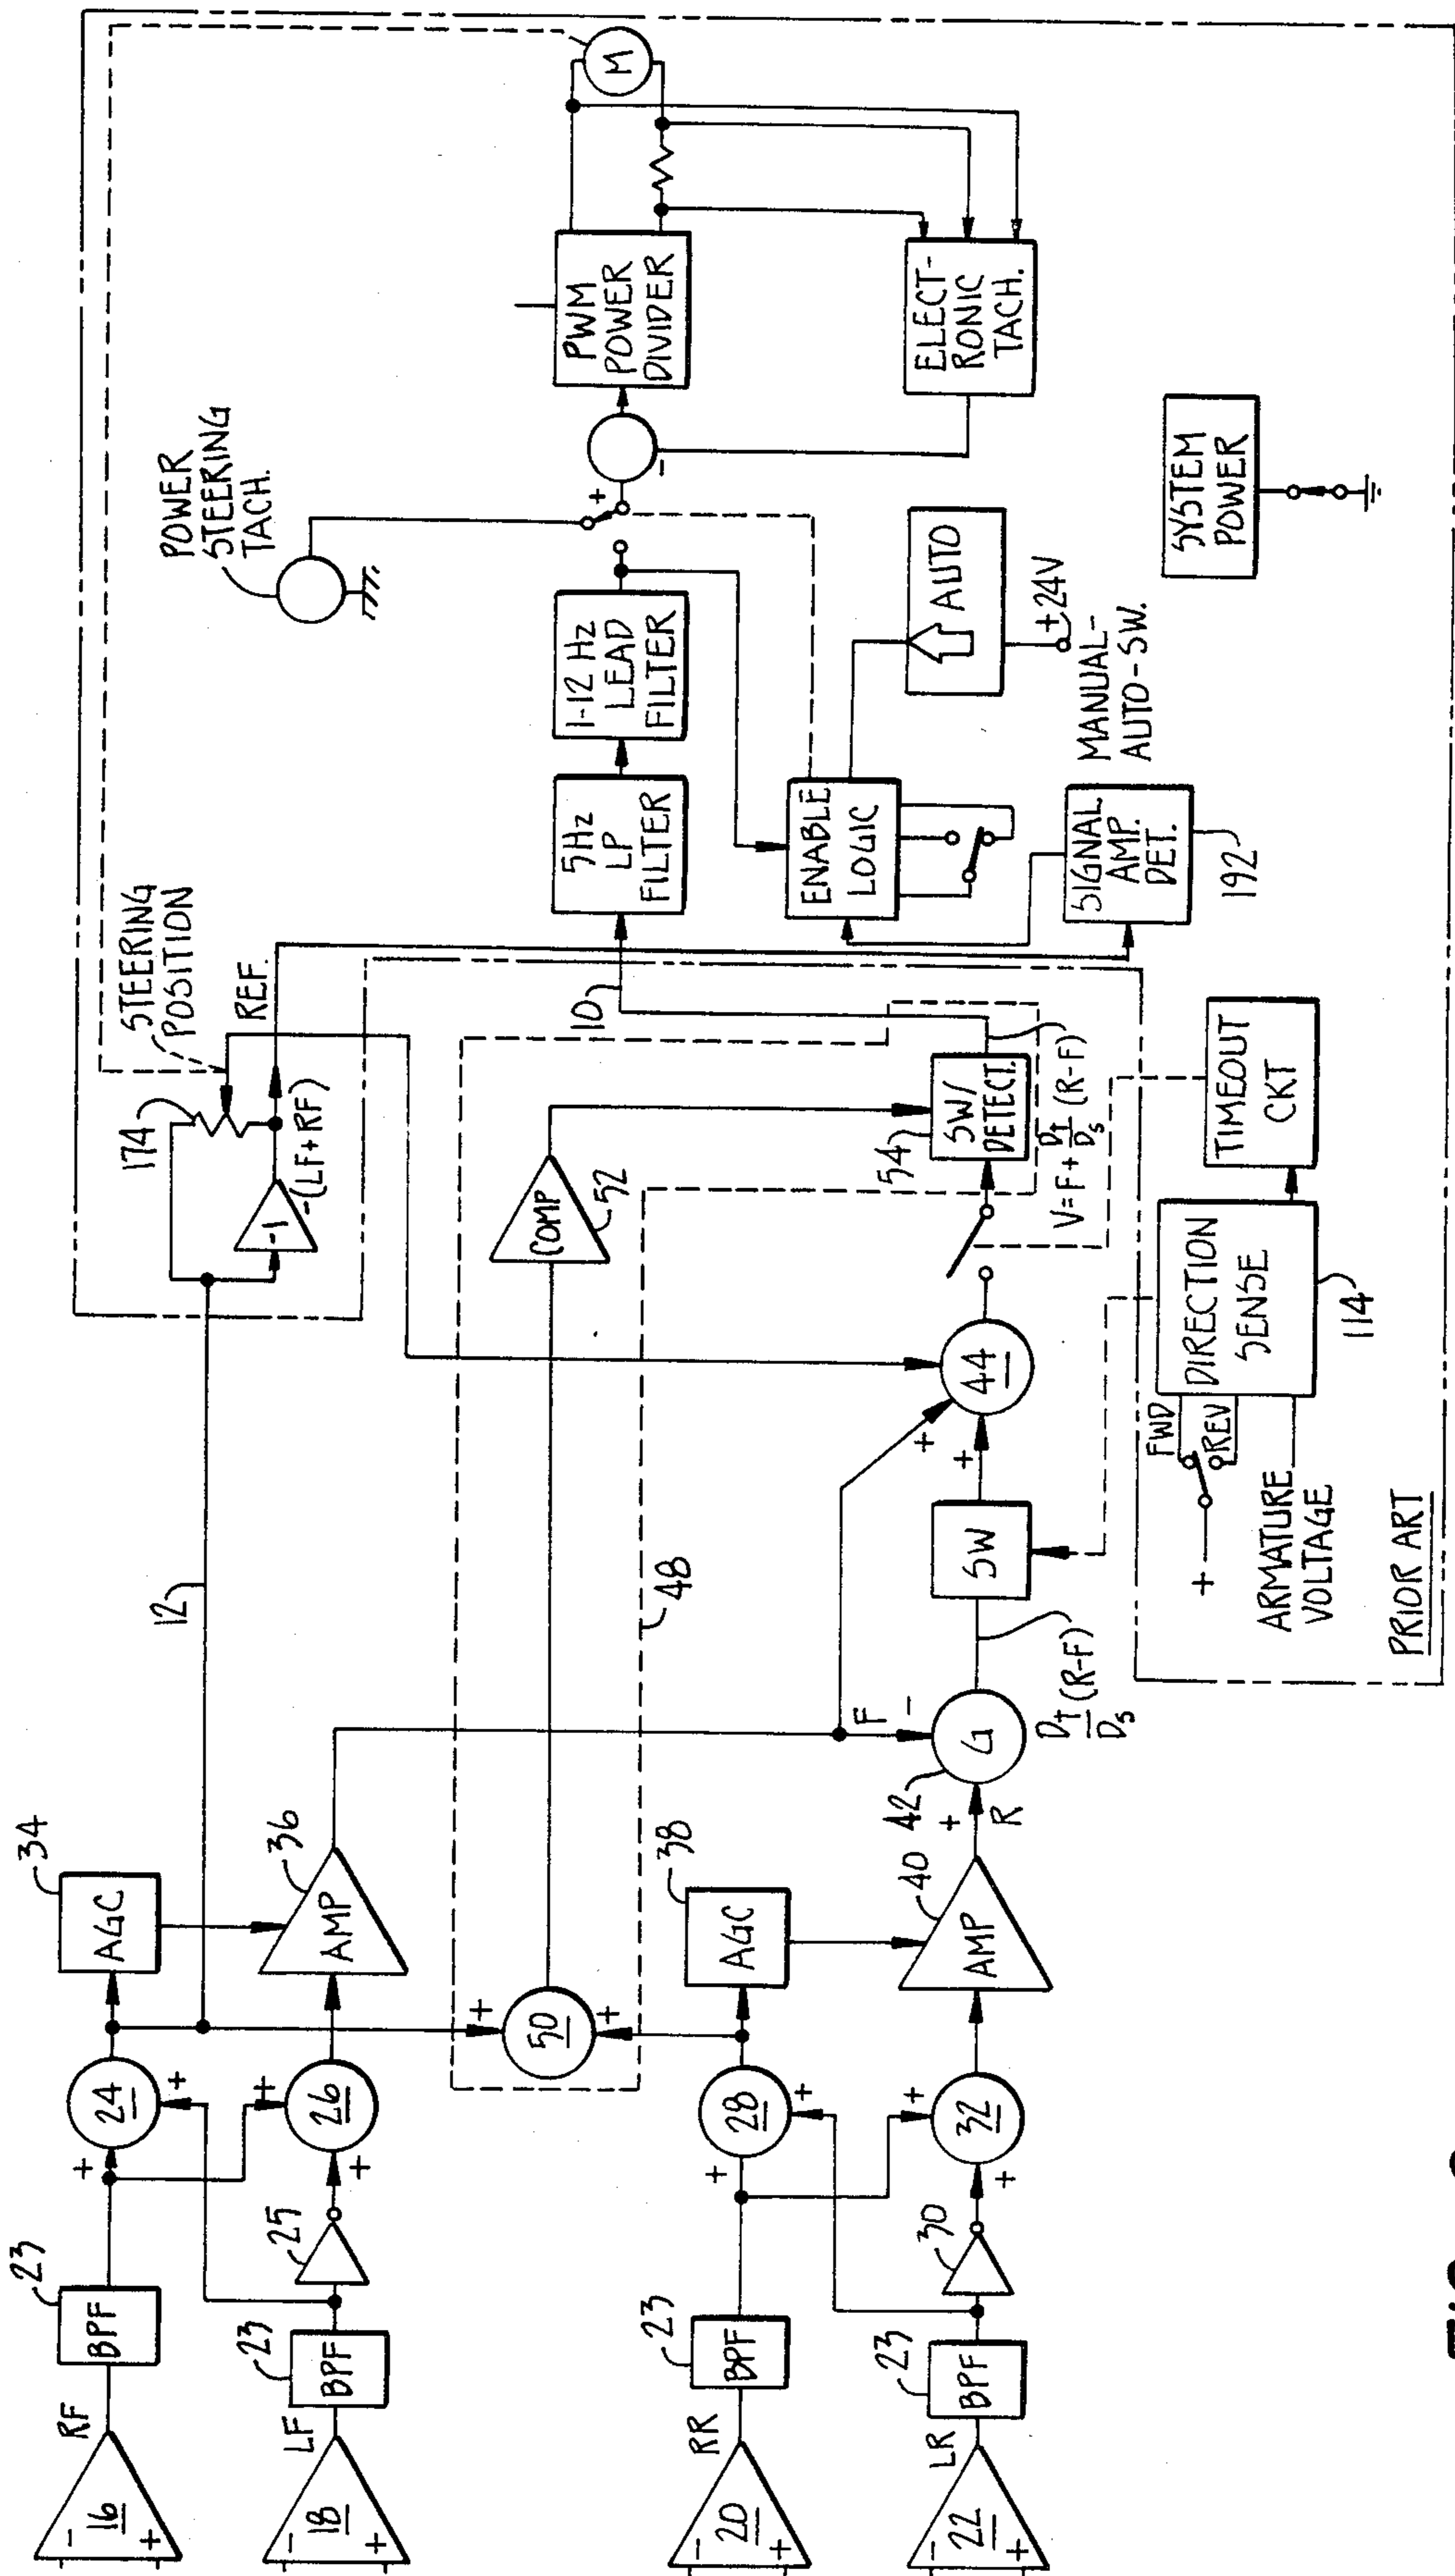 16
-
+
RF
23
BPF
+
24
+
34
AGC
12
18
-
+
LF
23
BPF
25
+
++
26
36
AMP
174
-1
-(LF+RF)
STEERING
POSITION
REF.
POWER
STEERING
TACH.
50
+
+
48
COMP
52
10
5Hz
LP
FILTER
1-12 Hz
LEAD
FILTER
+
-
PWM
POWER
DIVIDER
M
20
-
+
RR
23
BPF
+
28
+
38
AGC
ENABLE
LOGIC
AUTO
+24V
MANUAL-
AUTO-SW.
ELECT-
RONIC
TACH.
22
-
+
LR
23
BPF
30
+
+
32
40
AMP
+
R
42
G
F
-
Dt/Ds (R-F)
SW
+
+
44
54
SW/
DETECT.
V=F+ Dt/Ds (R-F)
SIGNAL
AMP.
DET.
192
SYSTEM
POWER
+
FWD
REV
ARMATURE
VOLTAGE
DIRECTION
SENSE
114
TIMEOUT
CKT
PRIOR ART